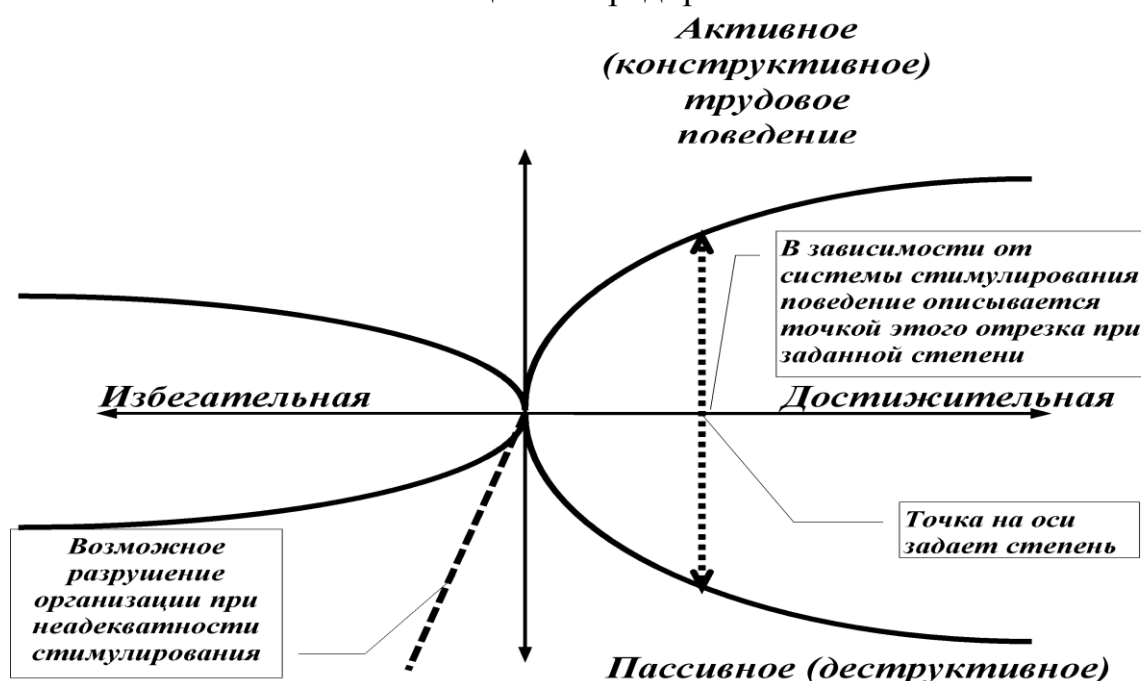 Активное
(конструктивное)
трудовое
поведение
В зависимости от
системы стимулирования
поведение описывается
точкой этого отрезка при
заданной степени
Избегательная
Достижительная
Точка на оси
задает степень
Возможное
разрушение
организации при
неадекватности
стимулирования
Пассивное (деструктивное)